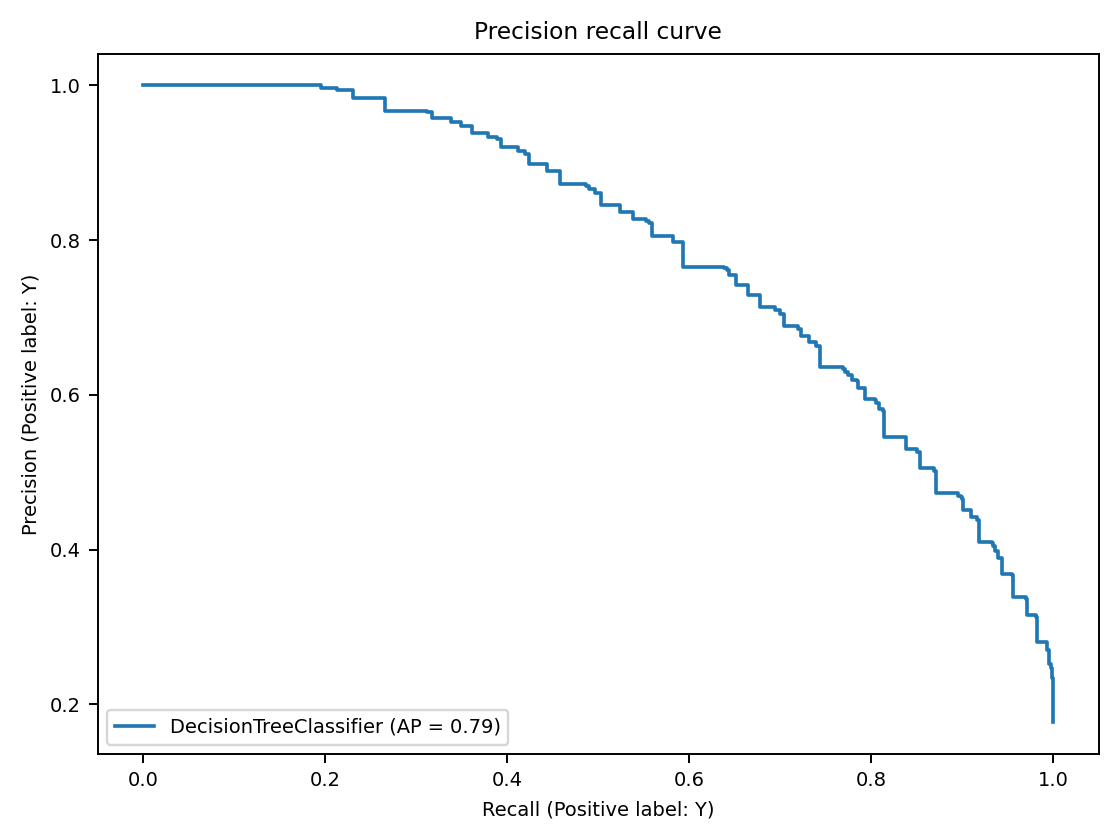 Precision recall curve
1.0
0.8
0.6
0.4
0.2
Precision (Positive label: Y)
DecisionTreeClassifier (AP = 0.79)
0.0 0.2 0.4 0.6 0.8 1.0
Recall (Positive label: Y)